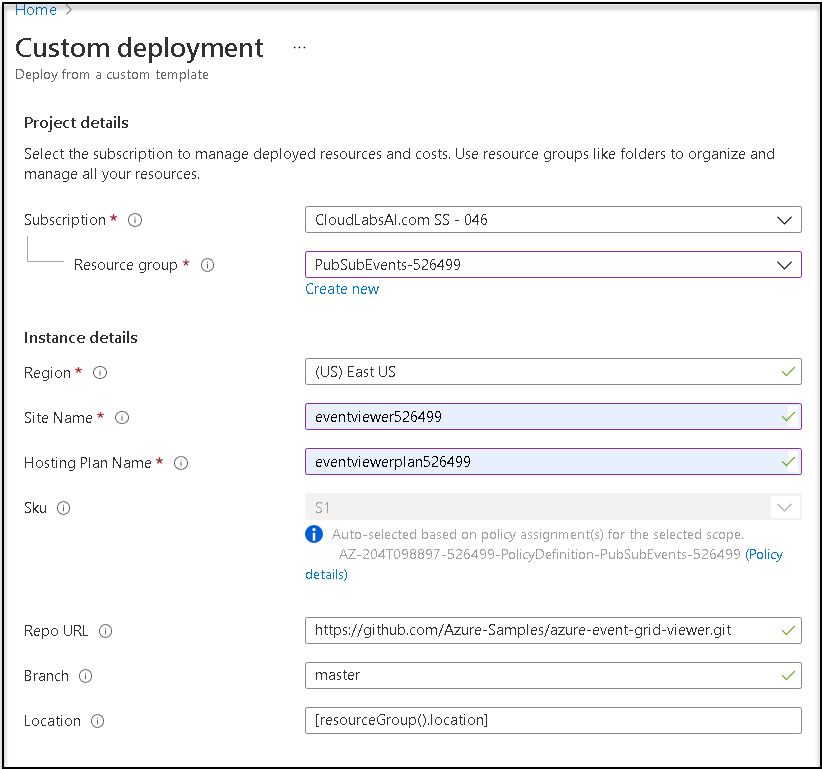 Home >
Custom deployment ...
Deploy from a custom template
Project details
Select the subscription to manage deployed resources and costs. Use resource groups like folders to organize and
manage all your resources.
Subscription * CloudLabsAI.com SS - 046
Resource group * PubSubEvents-526499
Create new
Instance details
Region * (US) East US
Site Name * eventviewer526499
Hosting Plan Name * eventviewerplan526499
Sku S1
Auto-selected based on policy assignment(s) for the selected scope.
AZ-204T098897-526499-PolicyDefinition-PubSubEvents-526499 (Policy
details)
Repo URL https://github.com/Azure-Samples/azure-event-grid-viewer.git
Branch master
Location [resourceGroup().location]